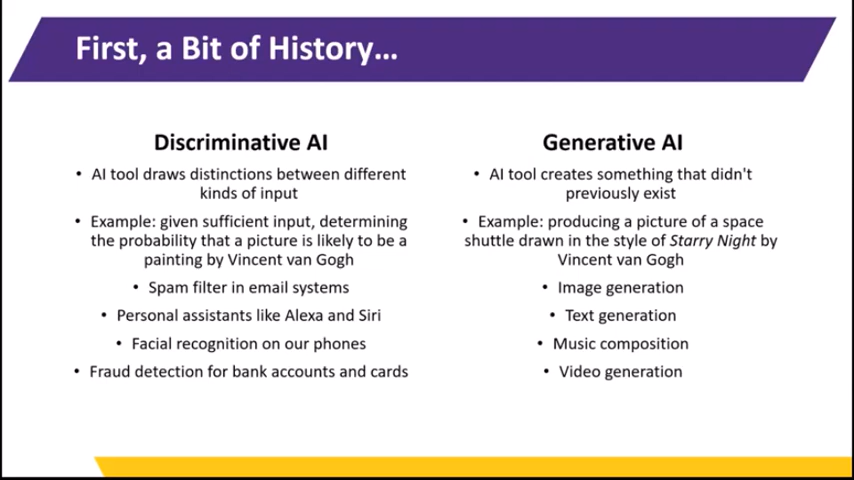 First, a Bit of History...
Discriminative AI
• AI tool draws distinctions between different
kinds of input
• Example: given sufficient input, determining
the probability that a picture is likely to be a
painting by Vincent van Gogh
• Spam filter in email systems
• Personal assistants like Alexa and Siri
• Facial recognition on our phones
• Fraud detection for bank accounts and cards
Generative AI
• AI tool creates something that didn't
previously exist
• Example: producing a picture of a space
shuttle drawn in the style of Starry Night by
Vincent van Gogh
• Image generation
• Text generation
• Music composition
• Video generation